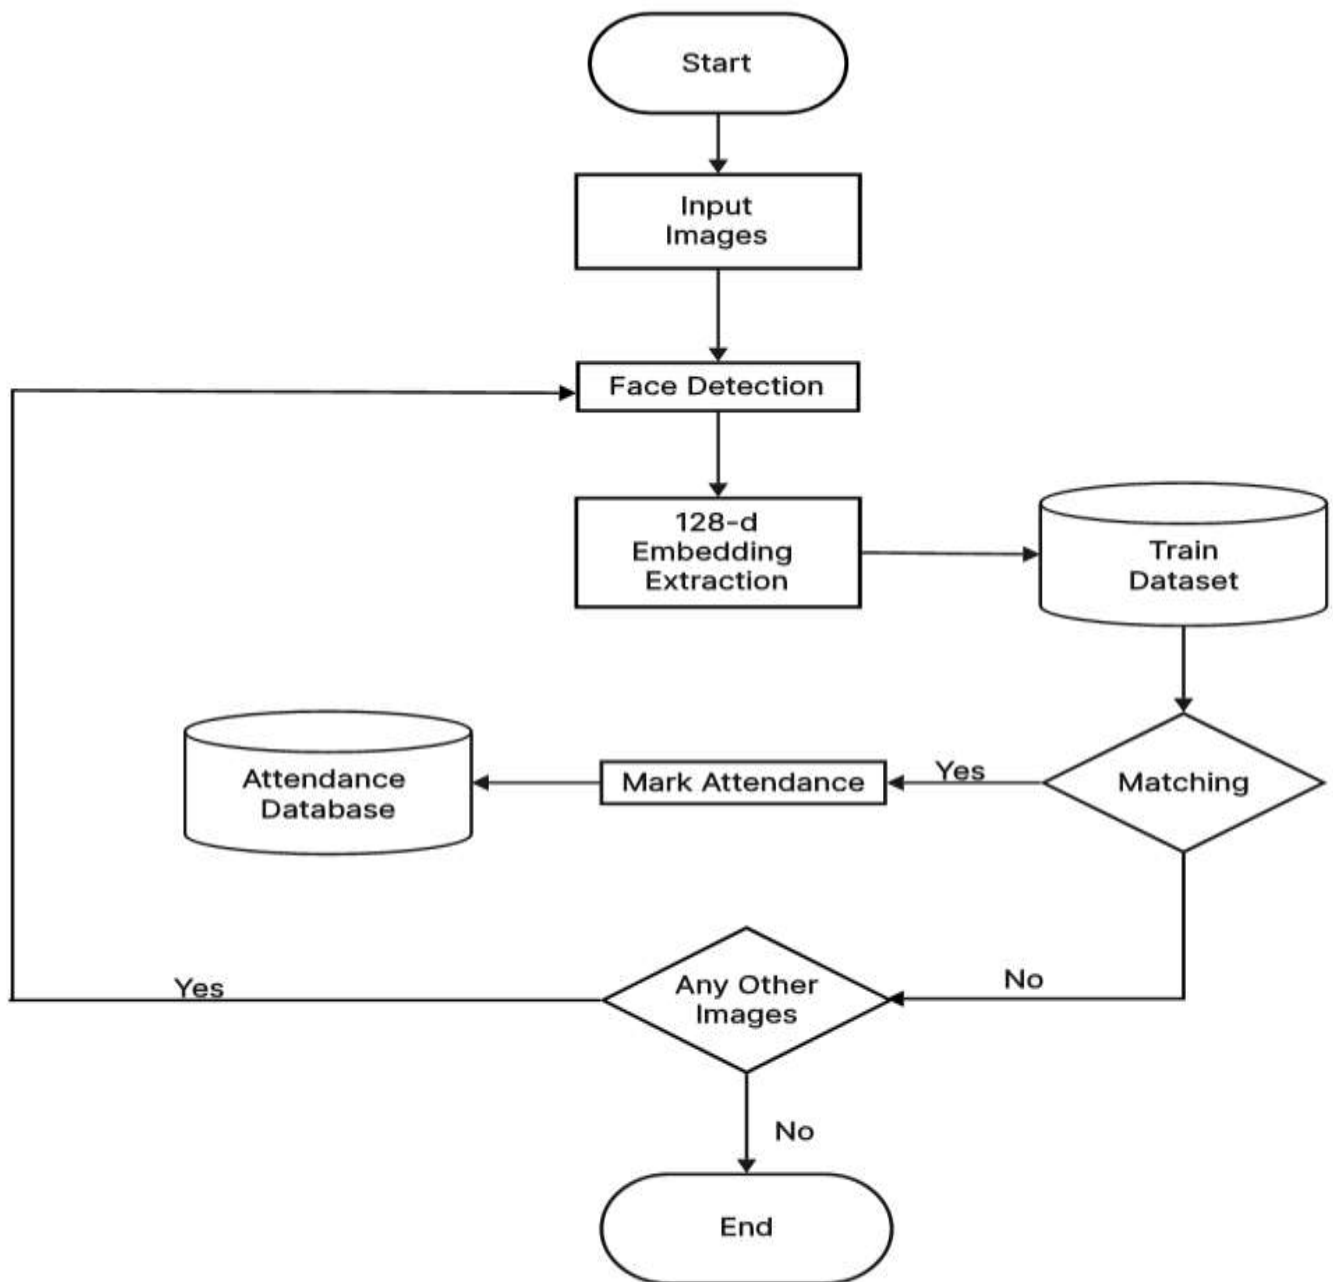 Start
Input
Images
Face Detection
128-d
Embedding
Extraction
Train
Dataset
Attendance
Database
Mark Attendance
Yes
Matching
Yes
Any Other
Images
No
No
End